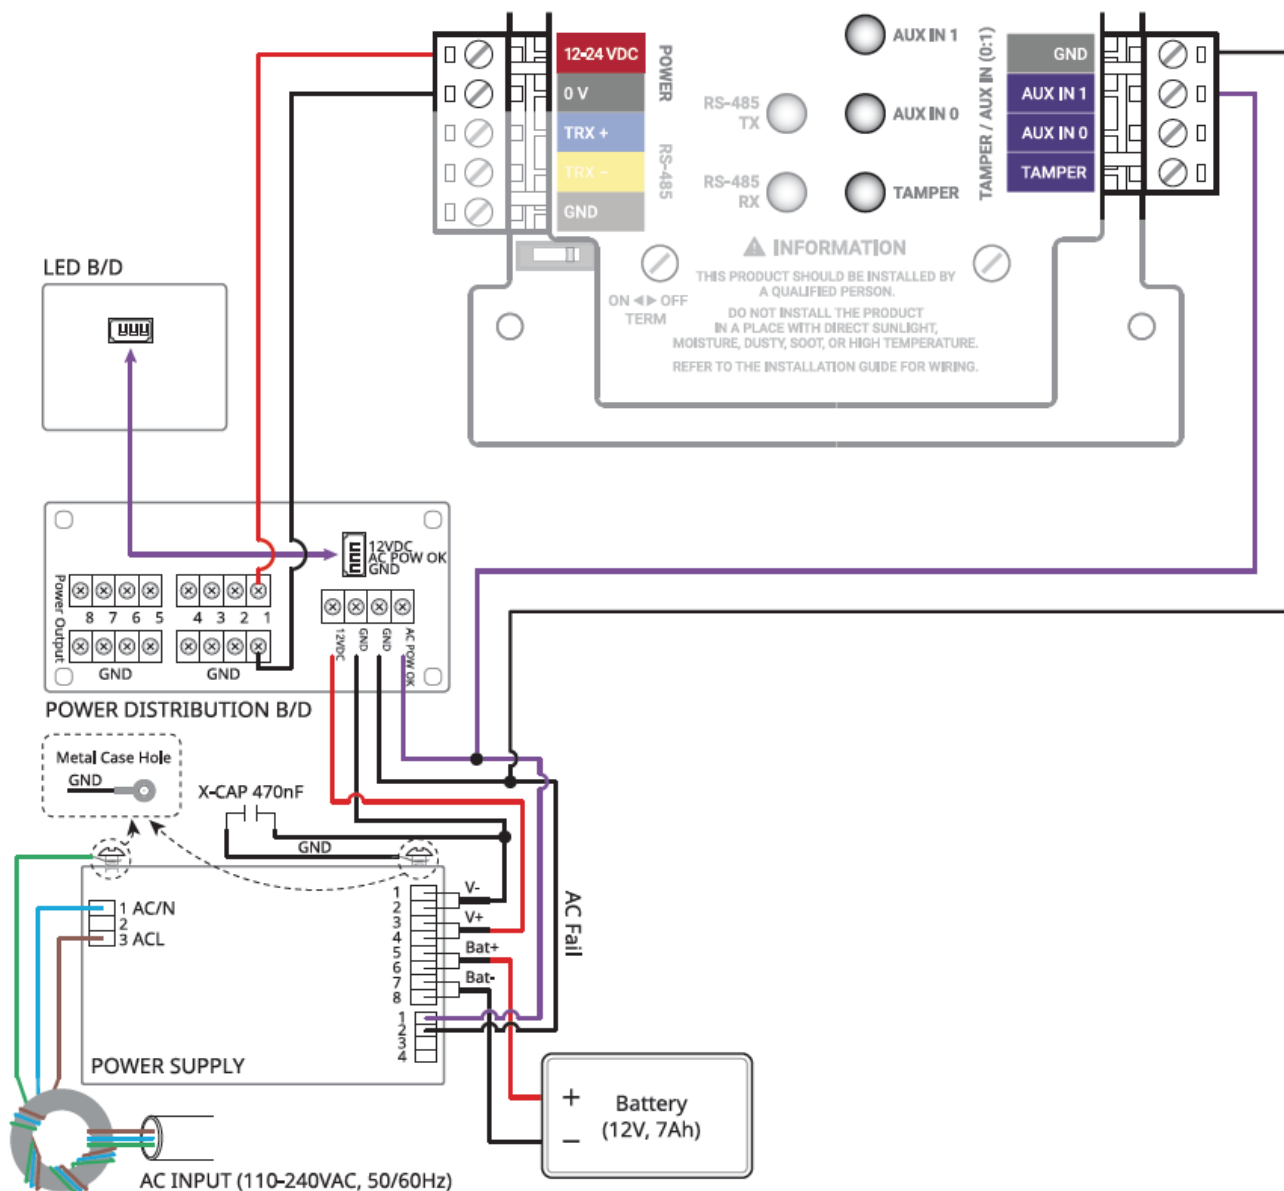 12-24 VDC
0 V
TRX +
TRX -
GND
POWER
RS-485
RS-485
TX
RS-485
RX
AUX IN 1
AUX IN 0
TAMPER
TAMPER / AUX IN (0:1)
GND
AUX IN 1
AUX IN 0
TAMPER
INFORMATION
THIS PRODUCT SHOULD BE INSTALLED BY
A QUALIFIED PERSON.
DO NOT INSTALL THE PRODUCT
IN A PLACE WITH DIRECT SUNLIGHT,
MOISTURE, DUSTY, SOOT, OR HIGH TEMPERATURE.
REFER TO THE INSTALLATION GUIDE FOR WIRING.
ON ◀▶ OFF
TERM
LED B/D
12VDC
AC POW OK
GND
Power Output
8 7 6 5
4 3 2 1
GND
GND
12VDC
GND
GND
AC POW OK
POWER DISTRIBUTION B/D
Metal Case Hole
GND
X-CAP 470nF
GND
1 AC/N
2
3 ACL
1
2
3
4
5
6
7
8
V-
V+
Bat+
Bat-
1
2
3
4
AC Fail
POWER SUPPLY
+
−
Battery
(12V, 7Ah)
AC INPUT (110-240VAC, 50/60Hz)